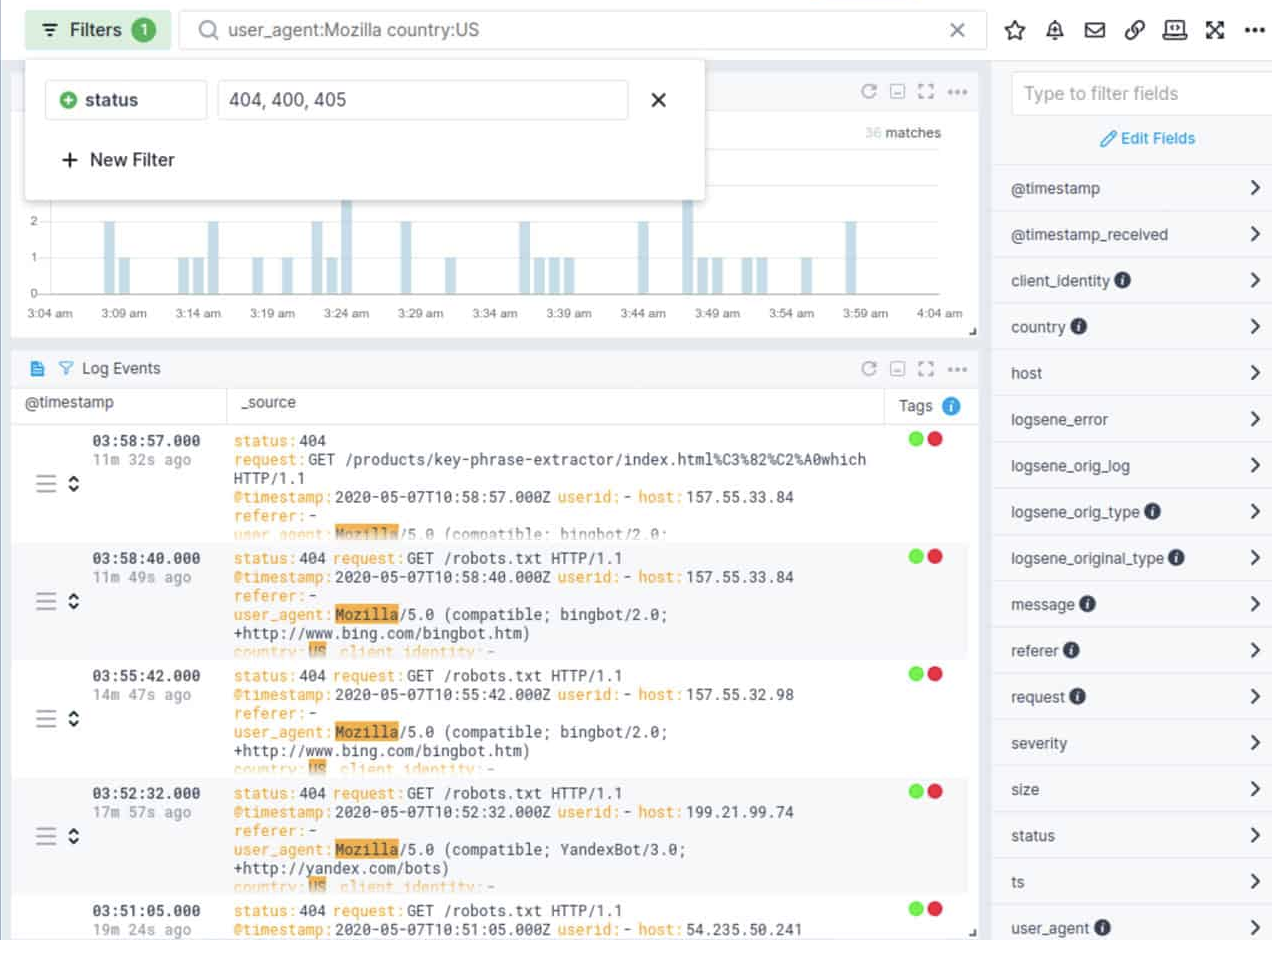 Filters 1
user_agent:Mozilla country:US
status
404, 400, 405
New Filter
36 matches
2
1
0
3:04 am 3:09 am 3:14 am 3:19 am 3:24 am 3:29 am 3:34 am 3:39 am 3:44 am 3:49 am 3:54 am 3:59 am 4:04 am
Log Events
@timestamp _source Tags
03:58:57.000
11m 32s ago
status:404
request:GET /products/key-phrase-extractor/index.html%C3%82%C2%A0which
HTTP/1.1
@timestamp:2020-05-07T10:58:57.000Z userid:- host:157.55.33.84
referer:-
user_agent:Mozilla/5.0 (compatible; bingbot/2.0;
03:58:40.000
11m 49s ago
status:404 request:GET /robots.txt HTTP/1.1
@timestamp:2020-05-07T10:58:40.000Z userid:- host:157.55.33.84
referer:-
user_agent:Mozilla/5.0 (compatible; bingbot/2.0;
+http://www.bing.com/bingbot.htm)
country:US client_identity:-
03:55:42.000
14m 47s ago
status:404 request:GET /robots.txt HTTP/1.1
@timestamp:2020-05-07T10:55:42.000Z userid:- host:157.55.32.98
referer:-
user_agent:Mozilla/5.0 (compatible; bingbot/2.0;
+http://www.bing.com/bingbot.htm)
country:US client_identity:-
03:52:32.000
17m 57s ago
status:404 request:GET /robots.txt HTTP/1.1
@timestamp:2020-05-07T10:52:32.000Z userid:- host:199.21.99.74
referer:-
user_agent:Mozilla/5.0 (compatible; YandexBot/3.0;
+http://yandex.com/bots)
country:US client_identity:-
03:51:05.000
19m 24s ago
status:404 request:GET /robots.txt HTTP/1.1
@timestamp:2020-05-07T10:51:05.000Z userid:- host:54.235.50.241
Type to filter fields
Edit Fields
@timestamp
@timestamp_received
client_identity
country
host
logsene_error
logsene_orig_log
logsene_orig_type
logsene_original_type
message
referer
request
severity
size
status
ts
user_agent